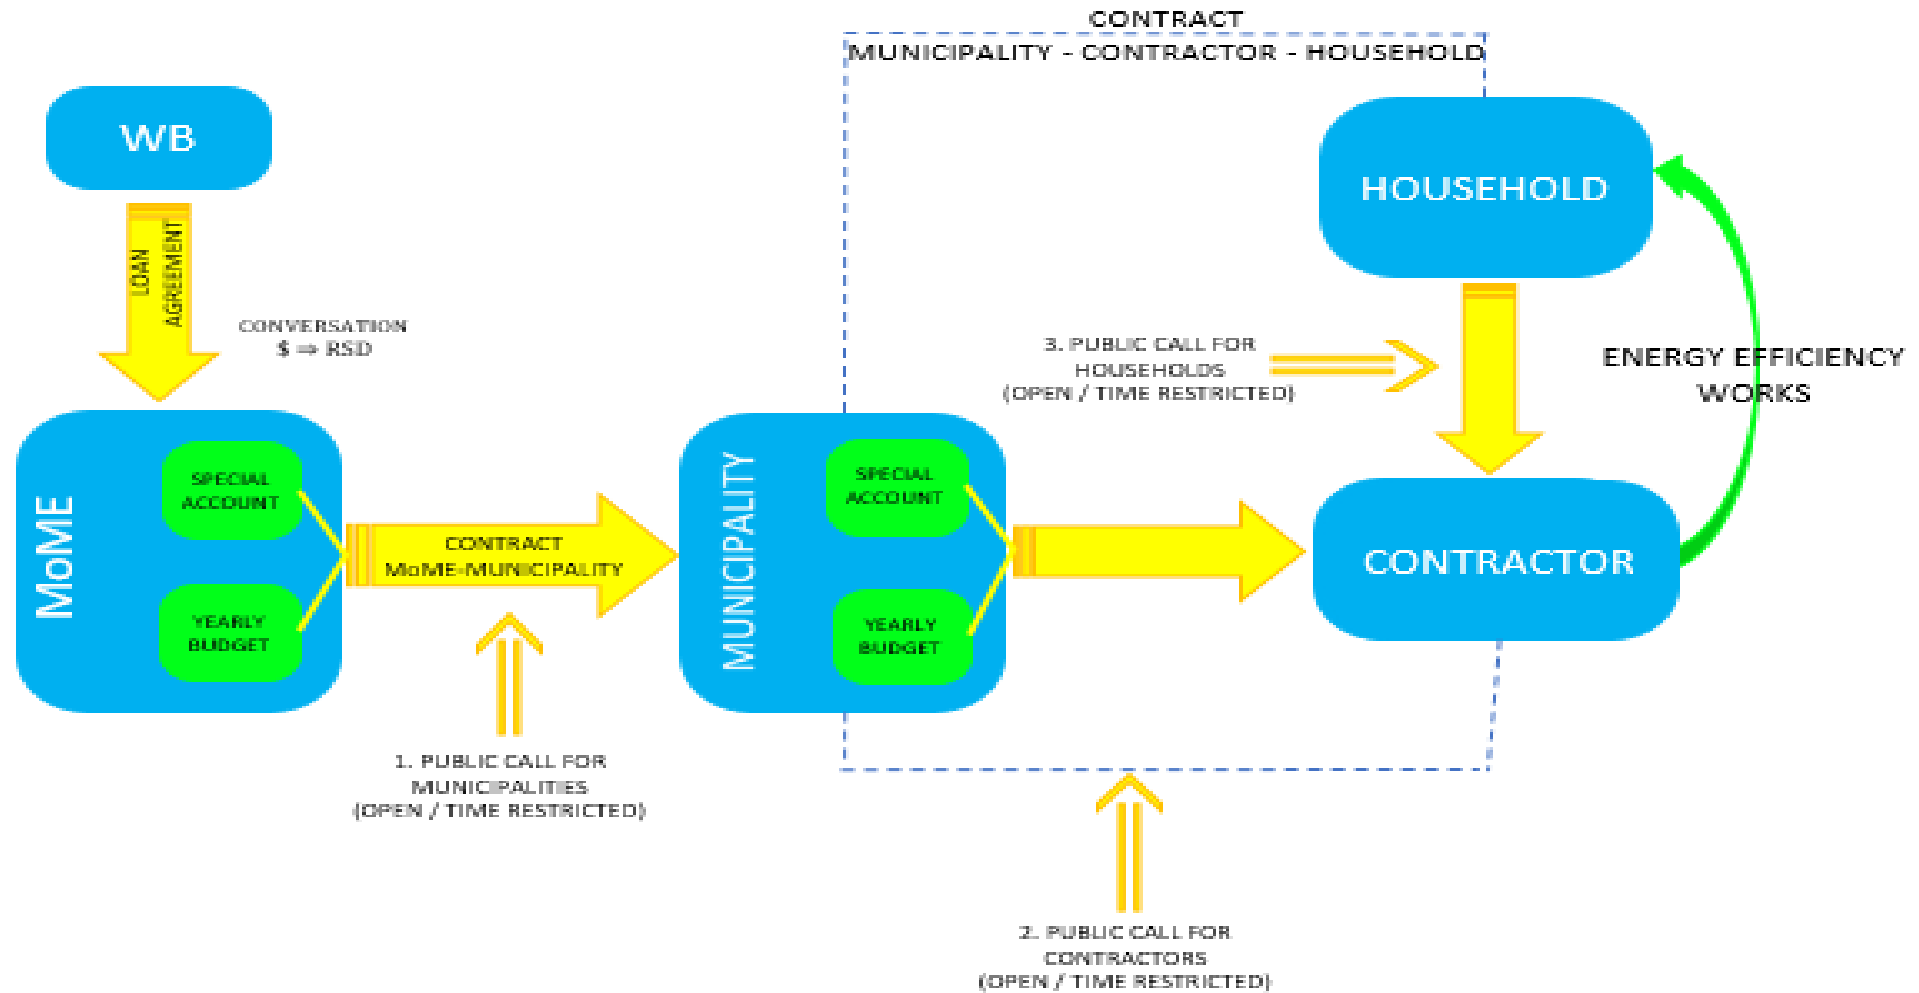 CONTRACT
MUNICIPALITY - CONTRACTOR - HOUSEHOLD
WB
HOUSEHOLD
LOAN
AGREEMENT
CONVERSATION
$ ⇒ RSD
3. PUBLIC CALL FOR
HOUSEHOLDS
(OPEN / TIME RESTRICTED)
ENERGY EFFICIENCY
WORKS
MoME
SPECIAL
ACCOUNT
YEARLY
BUDGET
CONTRACT
MoME-MUNICIPALITY
MUNICIPALITY
SPECIAL
ACCOUNT
YEARLY
BUDGET
CONTRACTOR
1. PUBLIC CALL FOR
MUNICIPALITIES
(OPEN / TIME RESTRICTED)
2. PUBLIC CALL FOR
CONTRACTORS
(OPEN / TIME RESTRICTED)